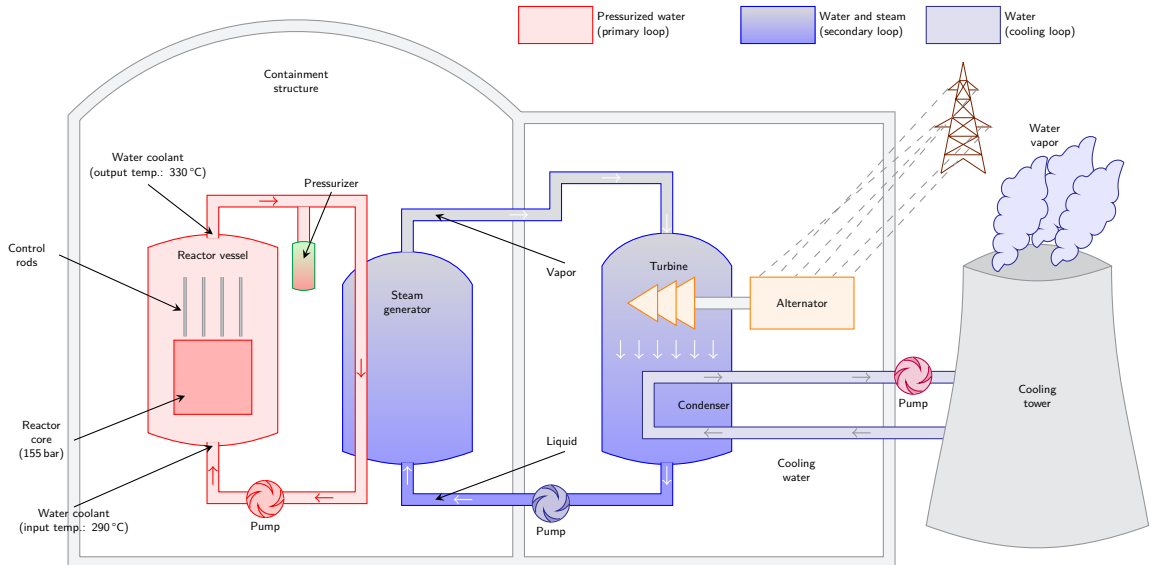 Pressurized water
(primary loop)
Water and steam
(secondary loop)
Water
(cooling loop)
Containment
structure
Water
vapor
Water coolant
(output temp.: 330 °C)
Pressurizer
Control
rods
Reactor vessel
Vapor
Turbine
Steam
generator
Alternator
Cooling
tower
Condenser
Pump
Reactor
core
(155 bar)
Liquid
Cooling
water
Water coolant
(input temp.: 290 °C)
Pump
Pump